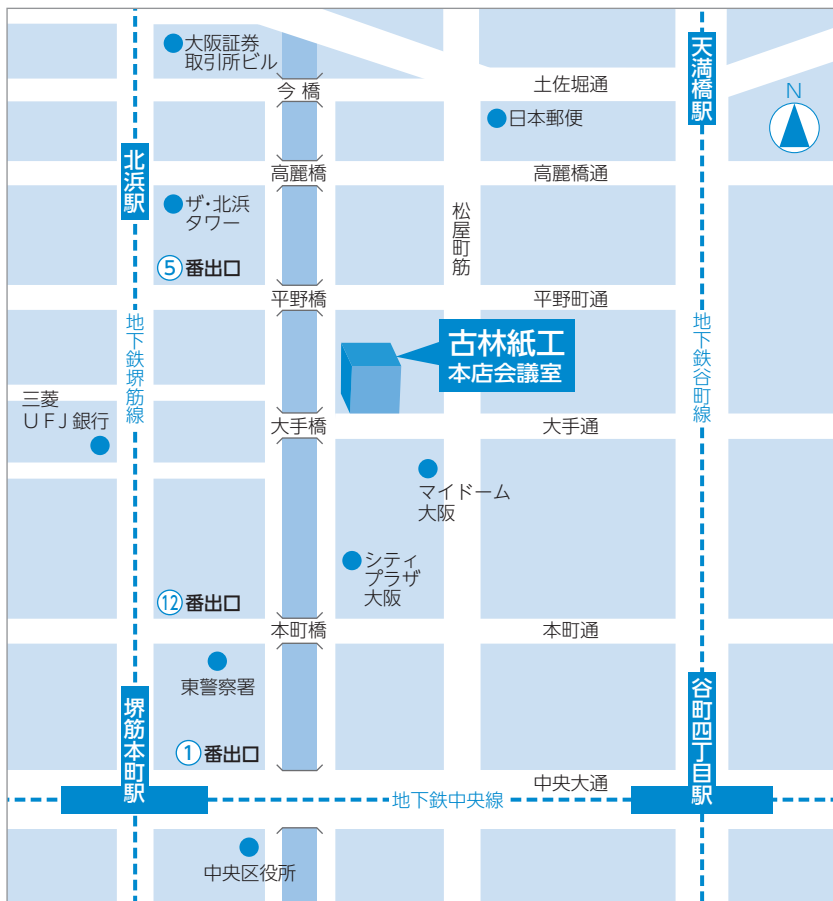 大阪証券
取引所ビル
天満橋駅
今橋
土佐堀通
N
日本郵便
北浜駅
高麗橋
高麗橋通
ザ・北浜
タワー
松屋町筋
⑤番出口
平野橋
平野町通
地下鉄堺筋線
地下鉄谷町線
古林紙工
本店会議室
三菱
UFJ銀行
大手橋
大手通
マイドーム
大阪
シティ
プラザ
大阪
⑫番出口
本町橋
本町通
東警察署
堺筋本町駅
谷町四丁目駅
①番出口
中央大通
地下鉄中央線
中央区役所